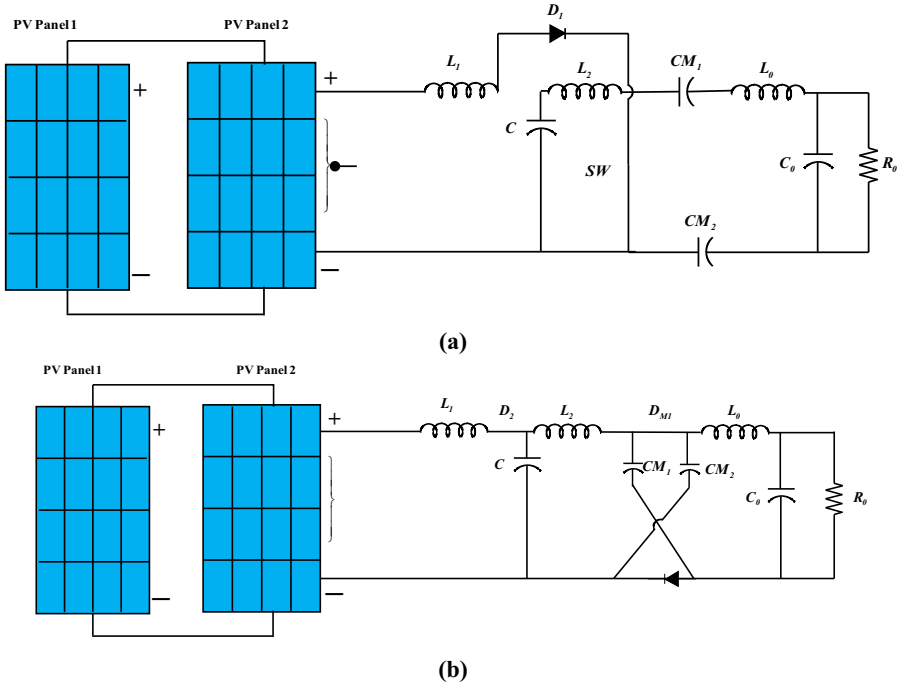 PV Panel 1
PV Panel 2
D1
+
+
L1
L2
CM1
L0
C
C0
R0
SW
CM2
−
−
(a)
PV Panel 1
PV Panel 2
+
+
L1
D2
L2
DM1
L0
C
CM1
CM2
C0
R0
−
−
(b)